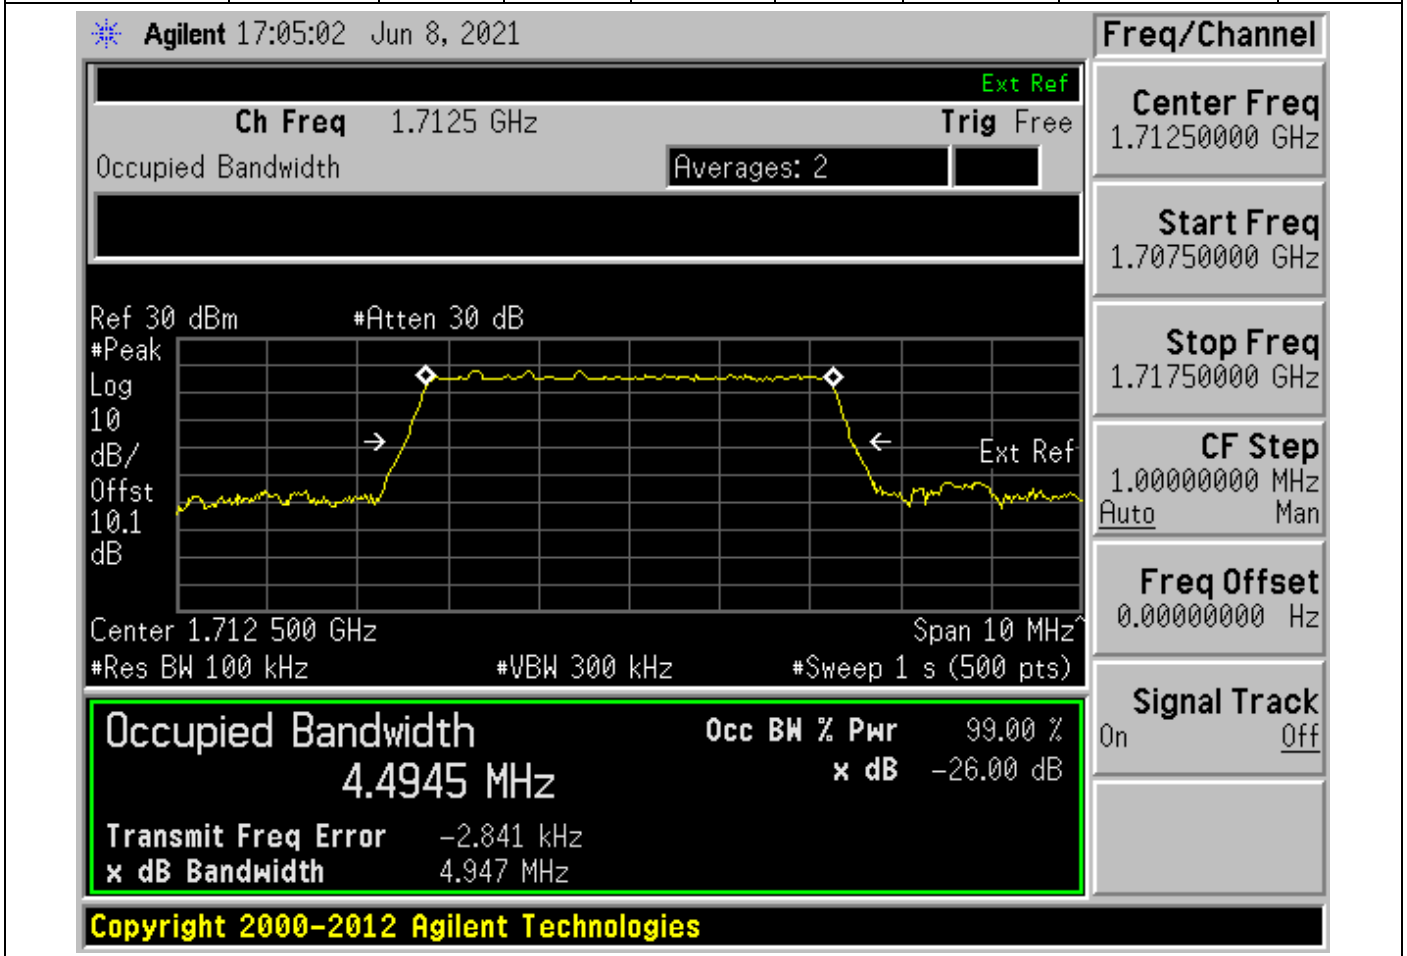 Agilent 17:05:02 Jun 8, 2021
Freq/Channel
Ext Ref
Ch Freq 1.7125 GHz Trig Free
Occupied Bandwidth Averages: 2
Center Freq
1.71250000 GHz
Start Freq
1.70750000 GHz
Stop Freq
1.71750000 GHz
CF Step
1.00000000 MHz
Auto Man
Freq Offset
0.00000000 Hz
Signal Track
On Off
Ref 30 dBm #Atten 30 dB
#Peak
Log
10
dB/
Offst
10.1
dB
Ext Ref
Center 1.712 500 GHz Span 10 MHz^
#Res BW 100 kHz #VBW 300 kHz #Sweep 1 s (500 pts)
Occupied Bandwidth
4.4945 MHz
Occ BW % Pwr 99.00 %
x dB -26.00 dB
Transmit Freq Error -2.841 kHz
x dB Bandwidth 4.947 MHz
Copyright 2000-2012 Agilent Technologies